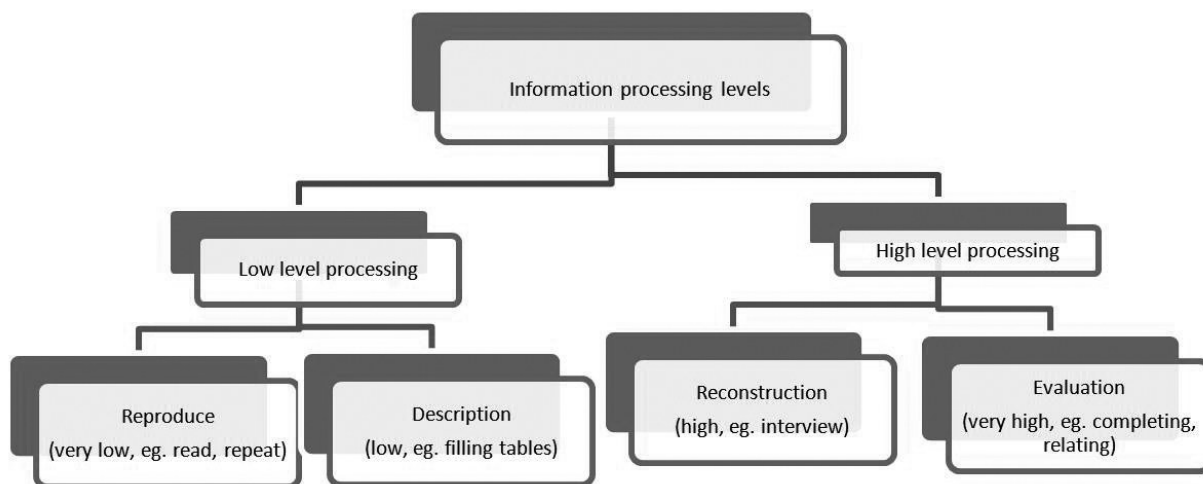 Information processing levels
Low level processing
High level processing
Reproduce
(very low, eg. read, repeat)
Description
(low, eg. filling tables)
Reconstruction
(high, eg. interview)
Evaluation
(very high, eg. completing,
relating)